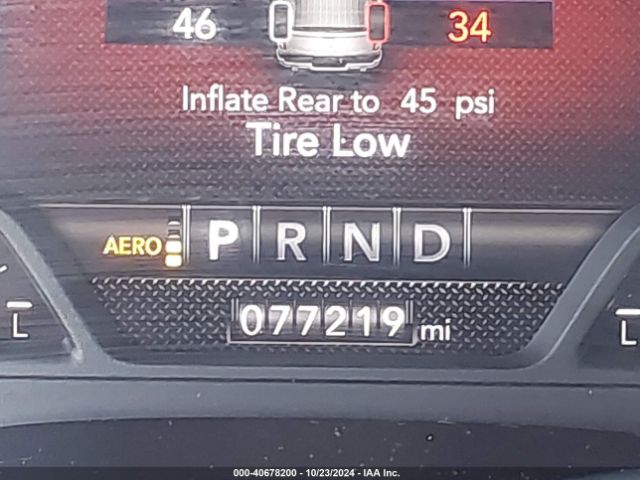 46 34
Inflate Rear to 45 psi
Tire Low
AERO P R N D
L L
077219 mi
000-40678200 - 10/23/2024 - IAA Inc.